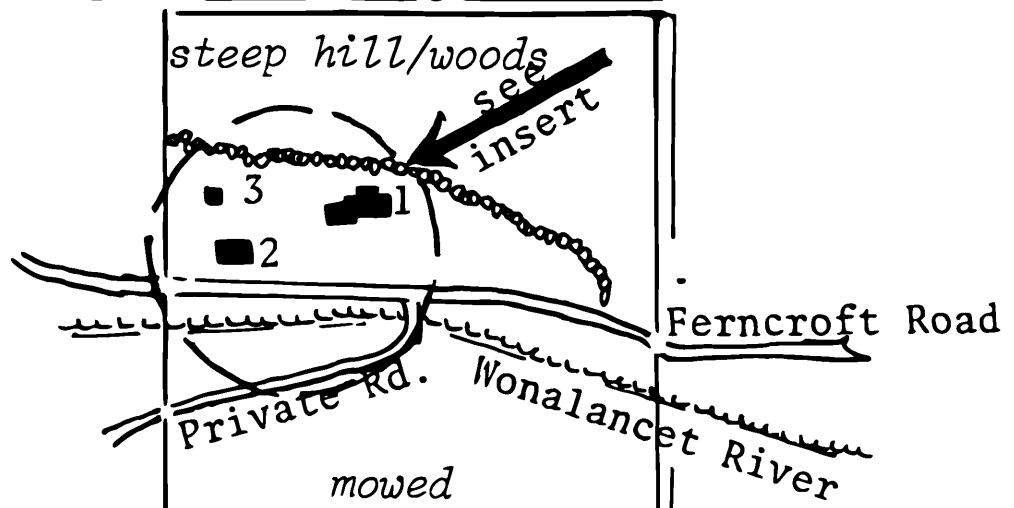 steep hill/woods
see
insert
3
1
2
Ferncroft Road
Private Rd.
Wonalancet River
mowed